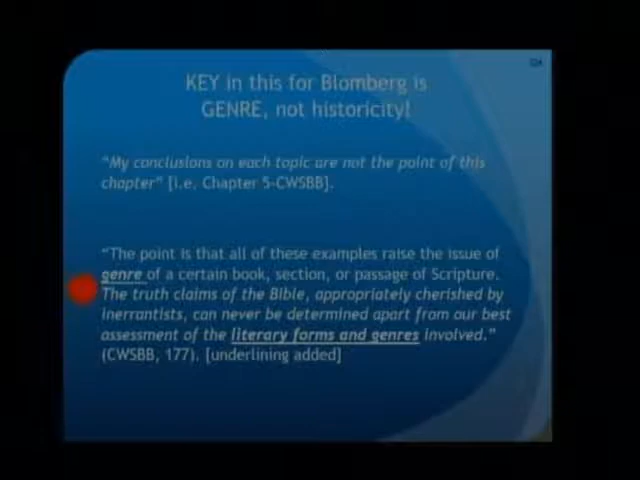 KEY in this for Blomberg is
GENRE, not historicity!
"My conclusions on each topic are not the point of this
chapter" [i.e. Chapter 5-CWSBB].
"The point is that all of these examples raise the issue of
genre of a certain book, section, or passage of Scripture.
The truth claims of the Bible, appropriately cherished by
inerrantists, can never be determined apart from our best
assessment of the literary forms and genres involved."
(CWSBB, 177). [underlining added]